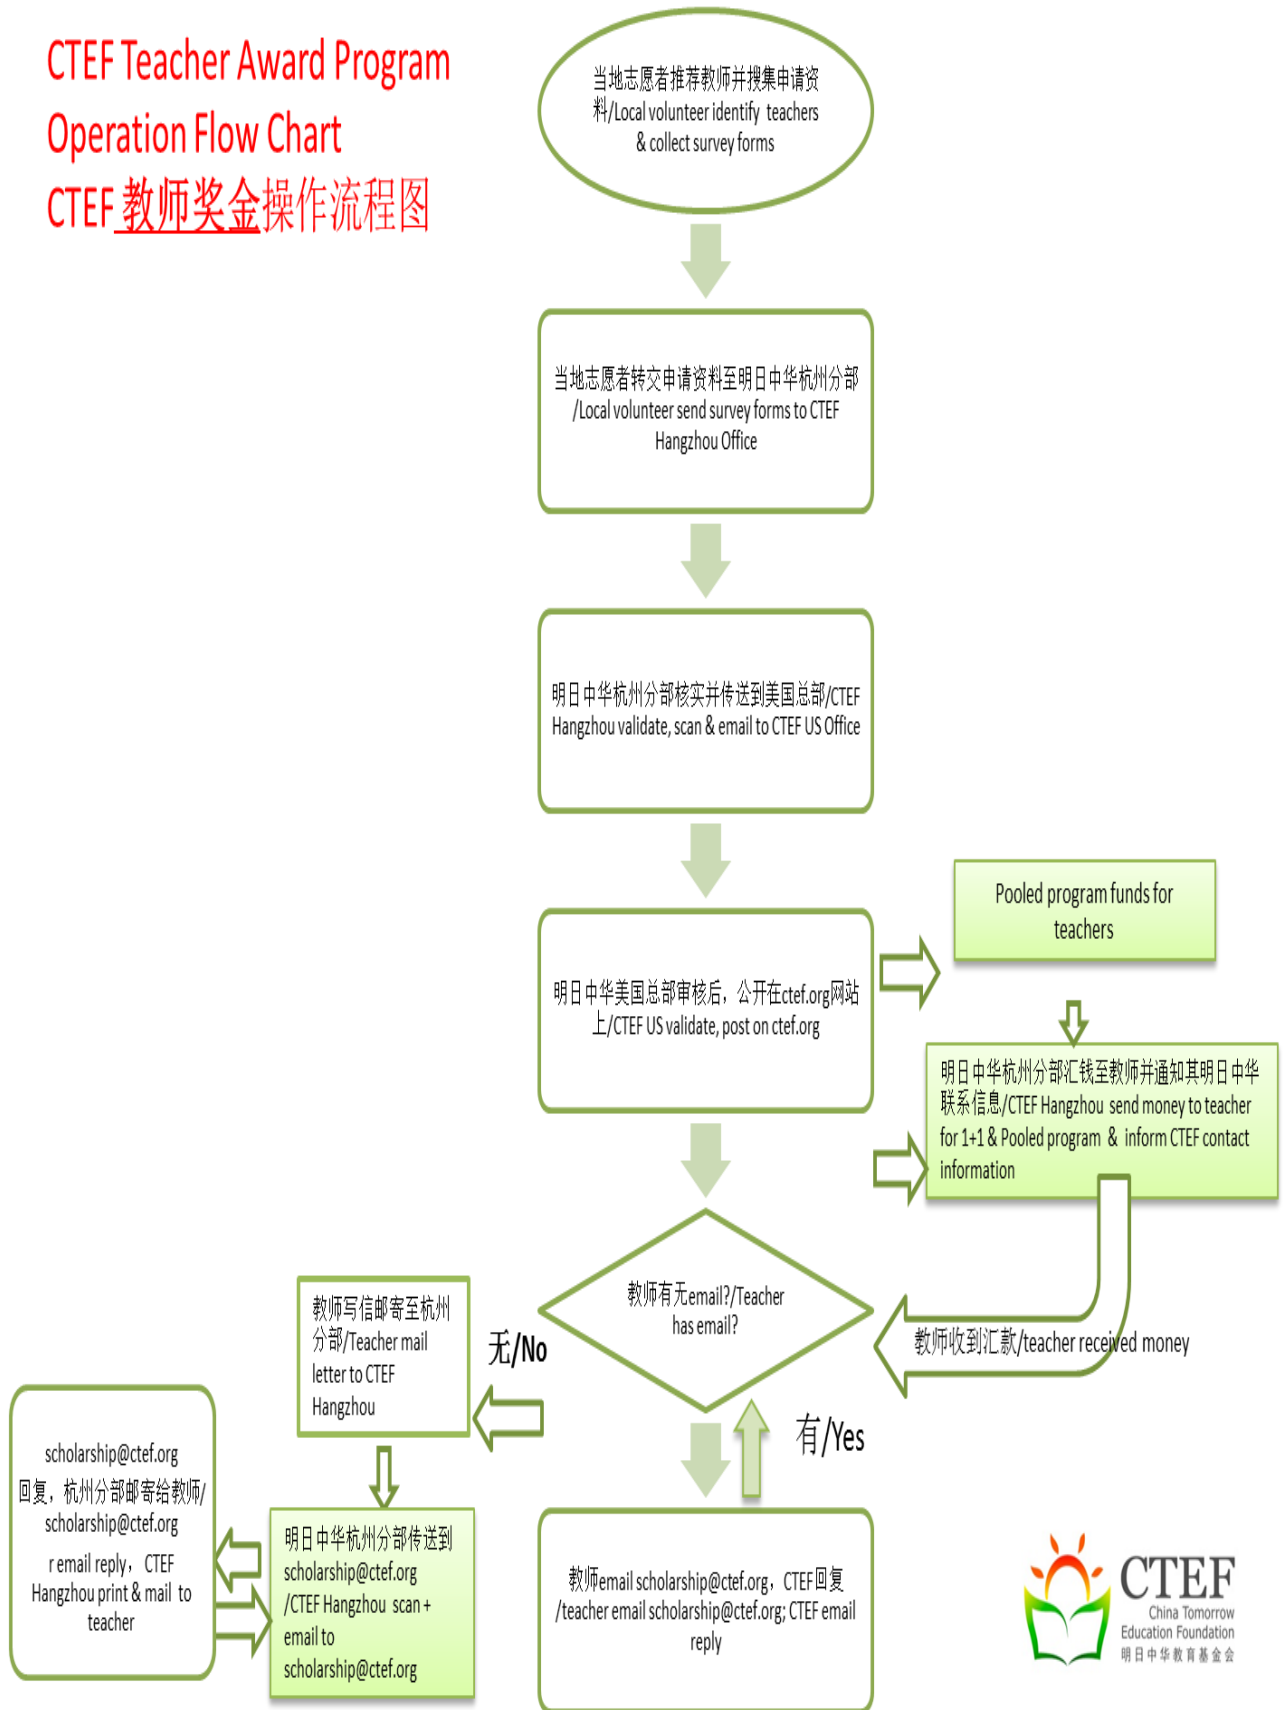 CTEF Teacher Award Program
Operation Flow Chart
CTEF 教师奖金操作流程图
当地志愿者推荐教师并搜集申请资
料/Local volunteer identify teachers
& collect survey forms
当地志愿者转交申请资料至明日中华杭州分部
/Local volunteer send survey forms to CTEF
Hangzhou Office
明日中华杭州分部核实并传送到美国总部/CTEF
Hangzhou validate, scan & email to CTEF US Office
明日中华美国总部审核后，公开在ctef.org网站
上/CTEF US validate, post on ctef.org
Pooled program funds for
teachers
明日中华杭州分部汇钱至教师并通知其明日中华
联系信息/CTEF Hangzhou send money to teacher
for 1+1 & Pooled program & inform CTEF contact
information
教师收到汇款/teacher received money
教师有无email?/Teacher
has email?
无/No
有/Yes
教师写信邮寄至杭州
分部/Teacher mail
letter to CTEF
Hangzhou
明日中华杭州分部传送到
scholarship@ctef.org
/CTEF Hangzhou scan +
email to
scholarship@ctef.org
scholarship@ctef.org
回复，杭州分部邮寄给教师/
scholarship@ctef.org
r email reply，CTEF
Hangzhou print & mail to
teacher
教师email scholarship@ctef.org，CTEF回复
/teacher email scholarship@ctef.org; CTEF email
reply
CTEF
China Tomorrow
Education Foundation
明日中华教育基金会